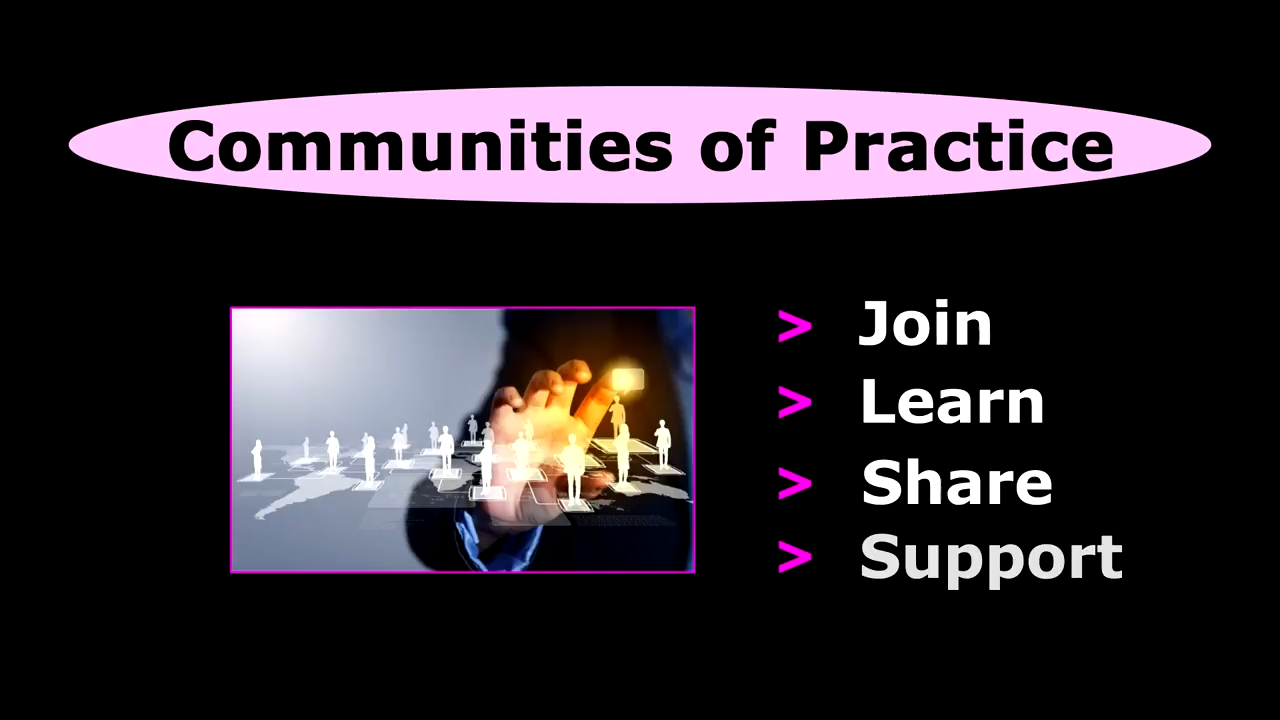 Communities of Practice
> Join
> Learn
> Share
> Support